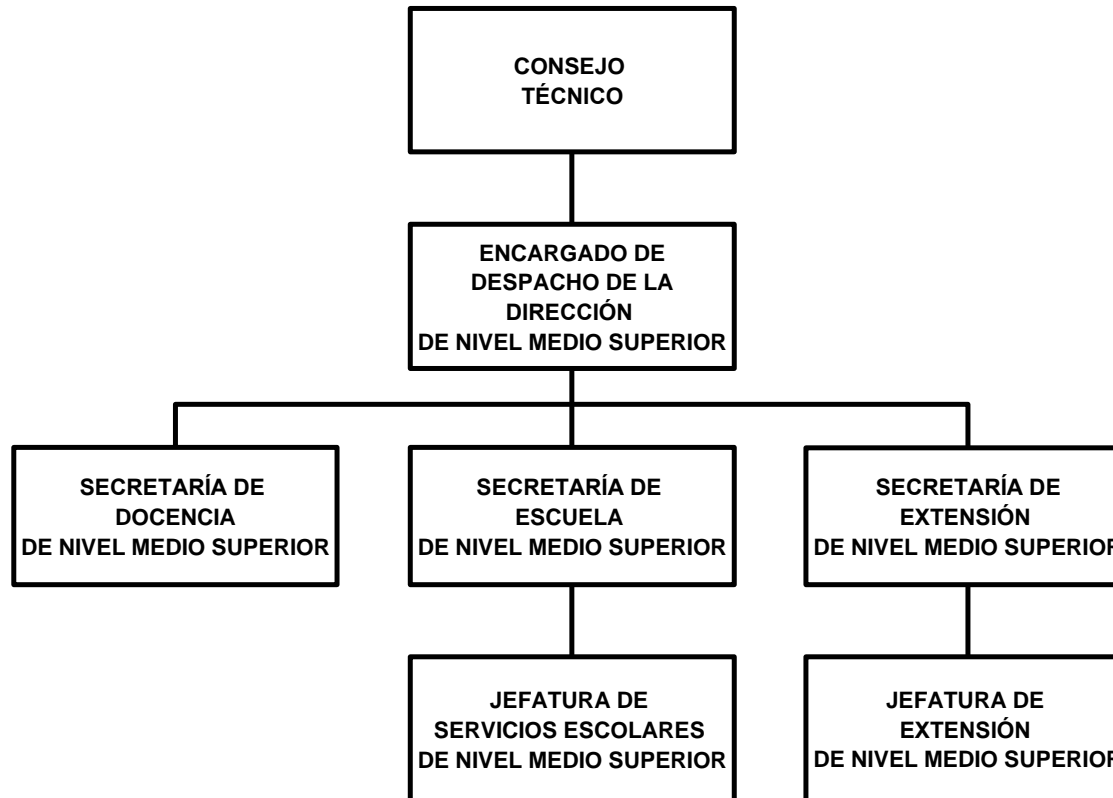 CONSEJO
TÉCNICO
ENCARGADO DE
DESPACHO DE LA
DIRECCIÓN
DE NIVEL MEDIO SUPERIOR
SECRETARÍA DE
DOCENCIA
DE NIVEL MEDIO SUPERIOR
SECRETARÍA DE
ESCUELA
DE NIVEL MEDIO SUPERIOR
SECRETARÍA DE
EXTENSIÓN
DE NIVEL MEDIO SUPERIOR
JEFATURA DE
SERVICIOS ESCOLARES
DE NIVEL MEDIO SUPERIOR
JEFATURA DE
EXTENSIÓN
DE NIVEL MEDIO SUPERIOR